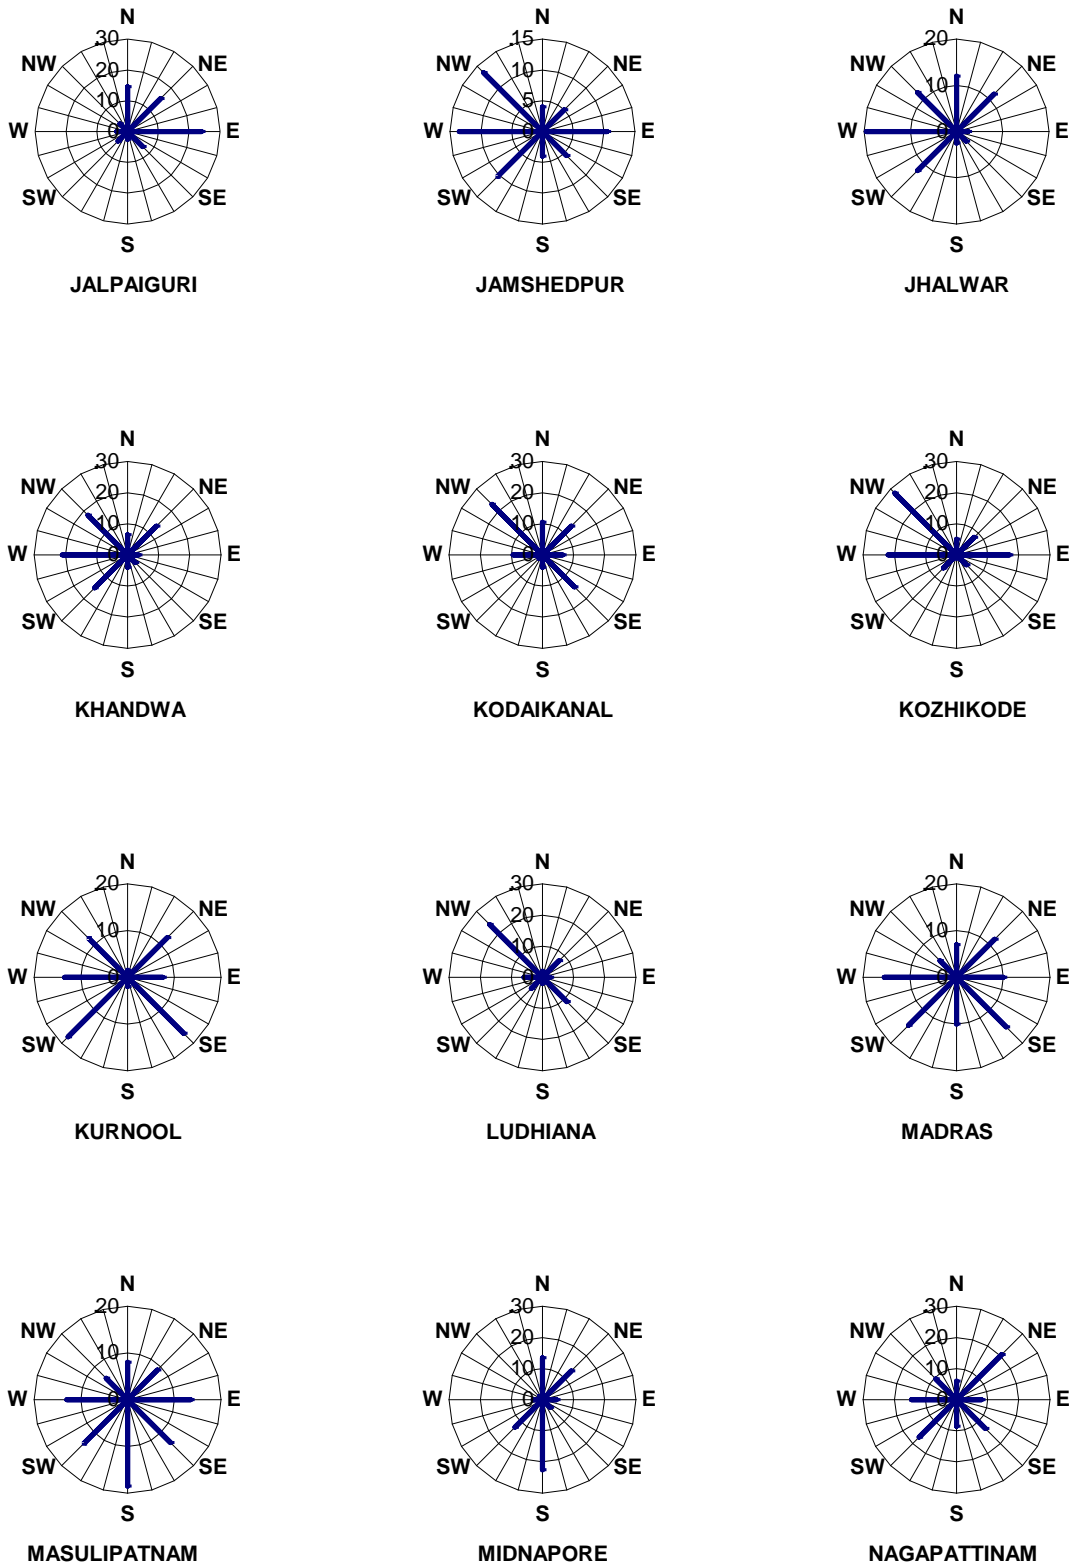 N N N
30 15 20
NW NE NW NE NW NE
20 10
10 5 10
W 0 E W 0 E W 0 E
SW SE SW SE SW SE
S S S
JALPAIGURI JAMSHEDPUR JHALWAR
N N N
30 30 30
NW NE NW NE NW NE
20 20 20
10 10 10
W 0 E W 0 E W 0 E
SW SE SW SE SW SE
S S S
KHANDWA KODAIKANAL KOZHIKODE
N N N
20 30 20
NW NE NW NE NW NE
20
10 10 10
W 0 E W 0 E W 0 E
SW SE SW SE SW SE
S S S
KURNOOL LUDHIANA MADRAS
N N N
20 30 30
NW NE NW NE NW NE
20 20
10 10 10
W 0 E W 0 E W 0 E
SW SE SW SE SW SE
S S S
MASULIPATNAM MIDNAPORE NAGAPATTINAM